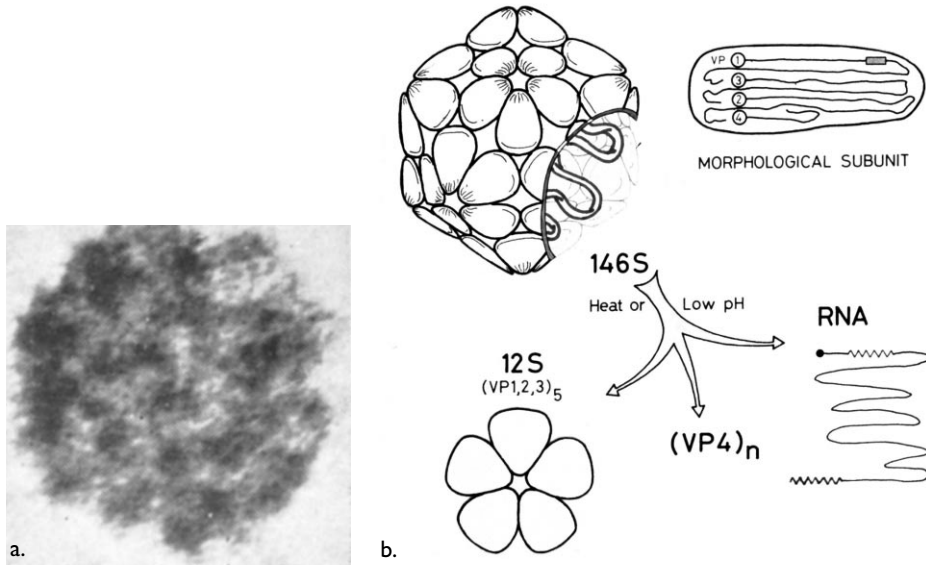 VP 1
3
2
4
MORPHOLOGICAL SUBUNIT
146S
Heat or Low pH
RNA
12S
(VP1,2,3)5
(VP4)n
a.
b.